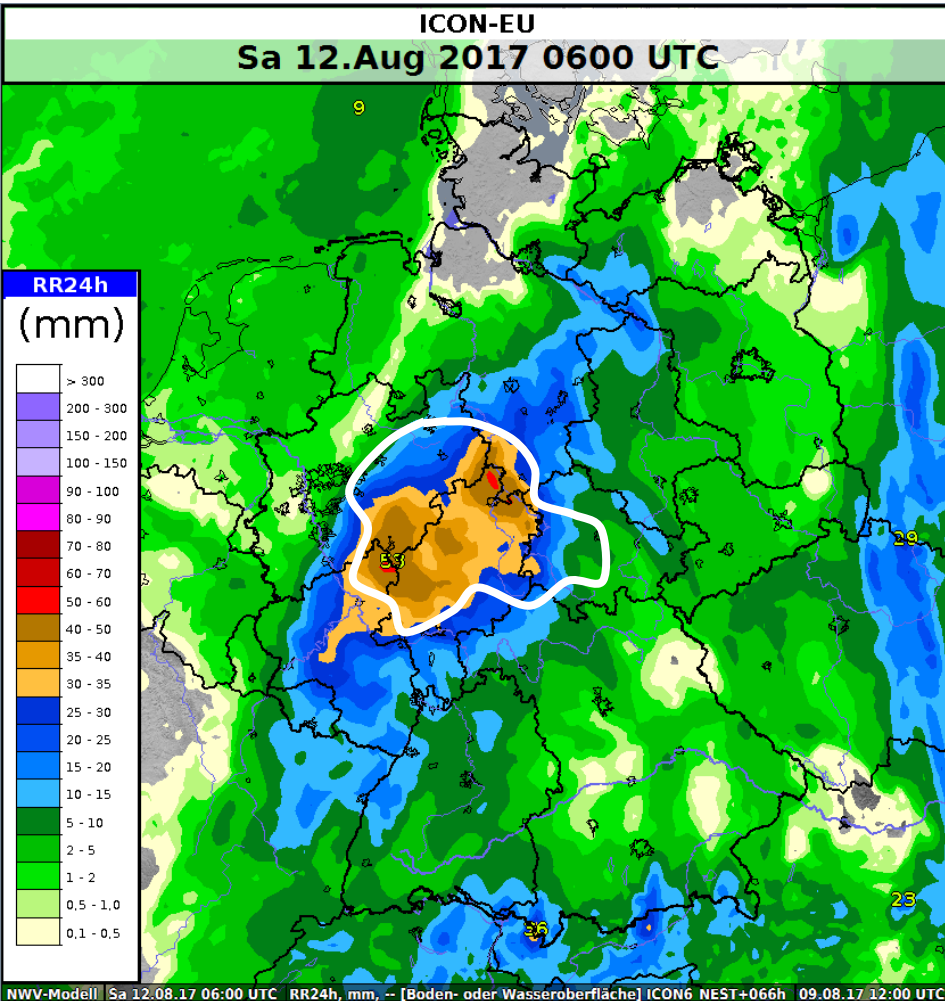 ICON-EU
Sa 12.Aug 2017 0600 UTC
9
RR24h
(mm)
> 300
200 - 300
150 - 200
100 - 150
90 - 100
80 - 90
70 - 80
60 - 70
50 - 60
40 - 50
35 - 40
30 - 35
25 - 30
20 - 25
15 - 20
10 - 15
5 - 10
2 - 5
1 - 2
0,5 - 1,0
0,1 - 0,5
29
23
36
NWV-Modell Sa 12.08.17 06:00 UTC RR24h, mm, -- [Boden- oder Wasseroberfläche] ICON6_NEST+066h 09.08.17 12:00 UTC